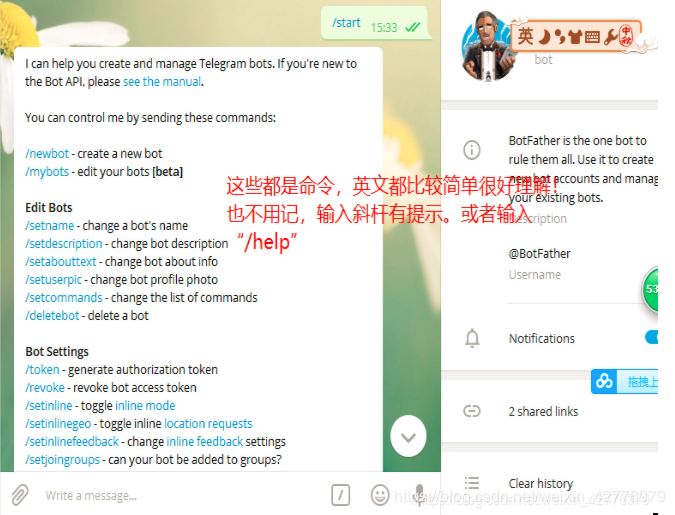 /start
15:33
I can help you create and manage Telegram bots. If you're new to
the Bot API, please see the manual.
You can control me by sending these commands:
/newbot - create a new bot
/mybots - edit your bots [beta]
Edit Bots
/setname - change a bot's name
/setdescription - change bot description
/setabouttext - change bot about info
/setuserpic - change bot profile photo
/setcommands - change the list of commands
/deletebot - delete a bot
Bot Settings
/token - generate authorization token
/revoke - revoke bot access token
/setinline - toggle inline mode
/setinlinegeo - toggle inline location requests
/setinlinefeedback - change inline feedback settings
/setjoingroups - can your bot be added to groups?
Write a message...
这些都是命令，英文都比较简单很好理解！
也不用记，输入斜杆有提示。或者输入
“/help”
英
中秋
bot
BotFather is the one bot to
rule them all. Use it to create
new bot accounts and manag
your existing bots.
Description
@BotFather
Username
53
Notifications
拖拽上
2 shared links
Clear history
https://blog.csdn.net/weixin_42776979